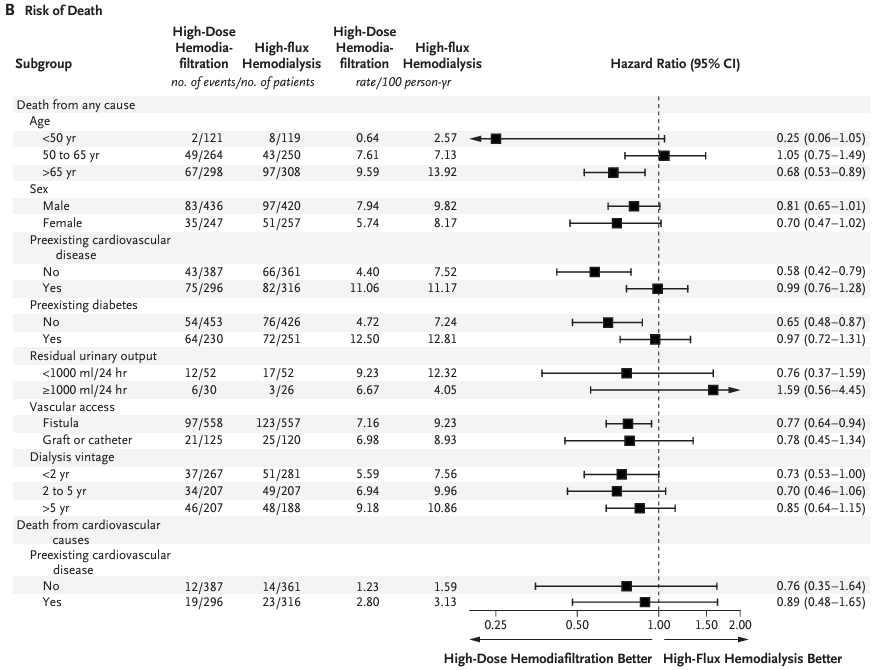 B Risk of Death
Subgroup High-Dose Hemodia-filtration High-flux Hemodialysis High-Dose Hemodia-filtration High-flux Hemodialysis Hazard Ratio (95% CI)
no. of events/no. of patients rate/100 person-yr
Death from any cause
Age
<50 yr 2/121 8/119 0.64 2.57 0.25 (0.06–1.05)
50 to 65 yr 49/264 43/250 7.61 7.13 1.05 (0.75–1.49)
>65 yr 67/298 97/308 9.59 13.92 0.68 (0.53–0.89)
Sex
Male 83/436 97/420 7.94 9.82 0.81 (0.65–1.01)
Female 35/247 51/257 5.74 8.17 0.70 (0.47–1.02)
Preexisting cardiovascular
disease
No 43/387 66/361 4.40 7.52 0.58 (0.42–0.79)
Yes 75/296 82/316 11.06 11.17 0.99 (0.76–1.28)
Preexisting diabetes
No 54/453 76/426 4.72 7.24 0.65 (0.48–0.87)
Yes 64/230 72/251 12.50 12.81 0.97 (0.72–1.31)
Residual urinary output
<1000 ml/24 hr 12/52 17/52 9.23 12.32 0.76 (0.37–1.59)
≥1000 ml/24 hr 6/30 3/26 6.67 4.05 1.59 (0.56–4.45)
Vascular access
Fistula 97/558 123/557 7.16 9.23 0.77 (0.64–0.94)
Graft or catheter 21/125 25/120 6.98 8.93 0.78 (0.45–1.34)
Dialysis vintage
<2 yr 37/267 51/281 5.59 7.56 0.73 (0.53–1.00)
2 to 5 yr 34/207 49/207 6.94 9.96 0.70 (0.46–1.06)
>5 yr 46/207 48/188 9.18 10.86 0.85 (0.64–1.15)
Death from cardiovascular
causes
Preexisting cardiovascular
disease
No 12/387 14/361 1.23 1.59 0.76 (0.35–1.64)
Yes 19/296 23/316 2.80 3.13 0.89 (0.48–1.65)
0.25 0.50 1.00 1.50 2.00
High-Dose Hemodiafiltration Better High-Flux Hemodialysis Better